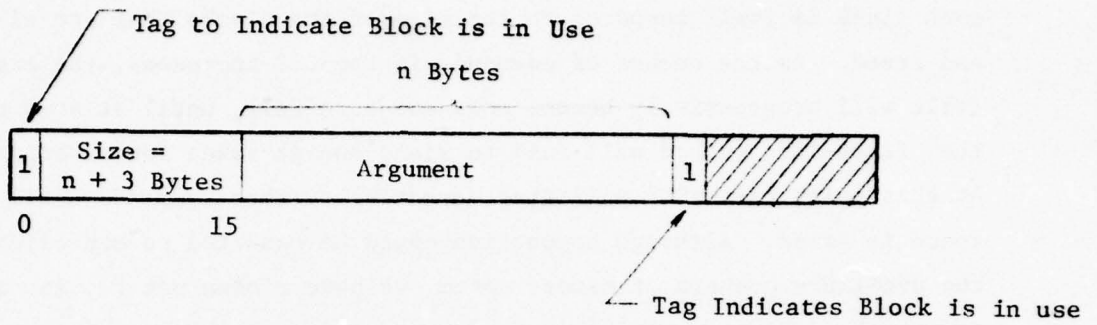 Tag to Indicate Block is in Use
n Bytes
1
Size =
n + 3 Bytes
Argument
1
0
15
Tag Indicates Block is in use